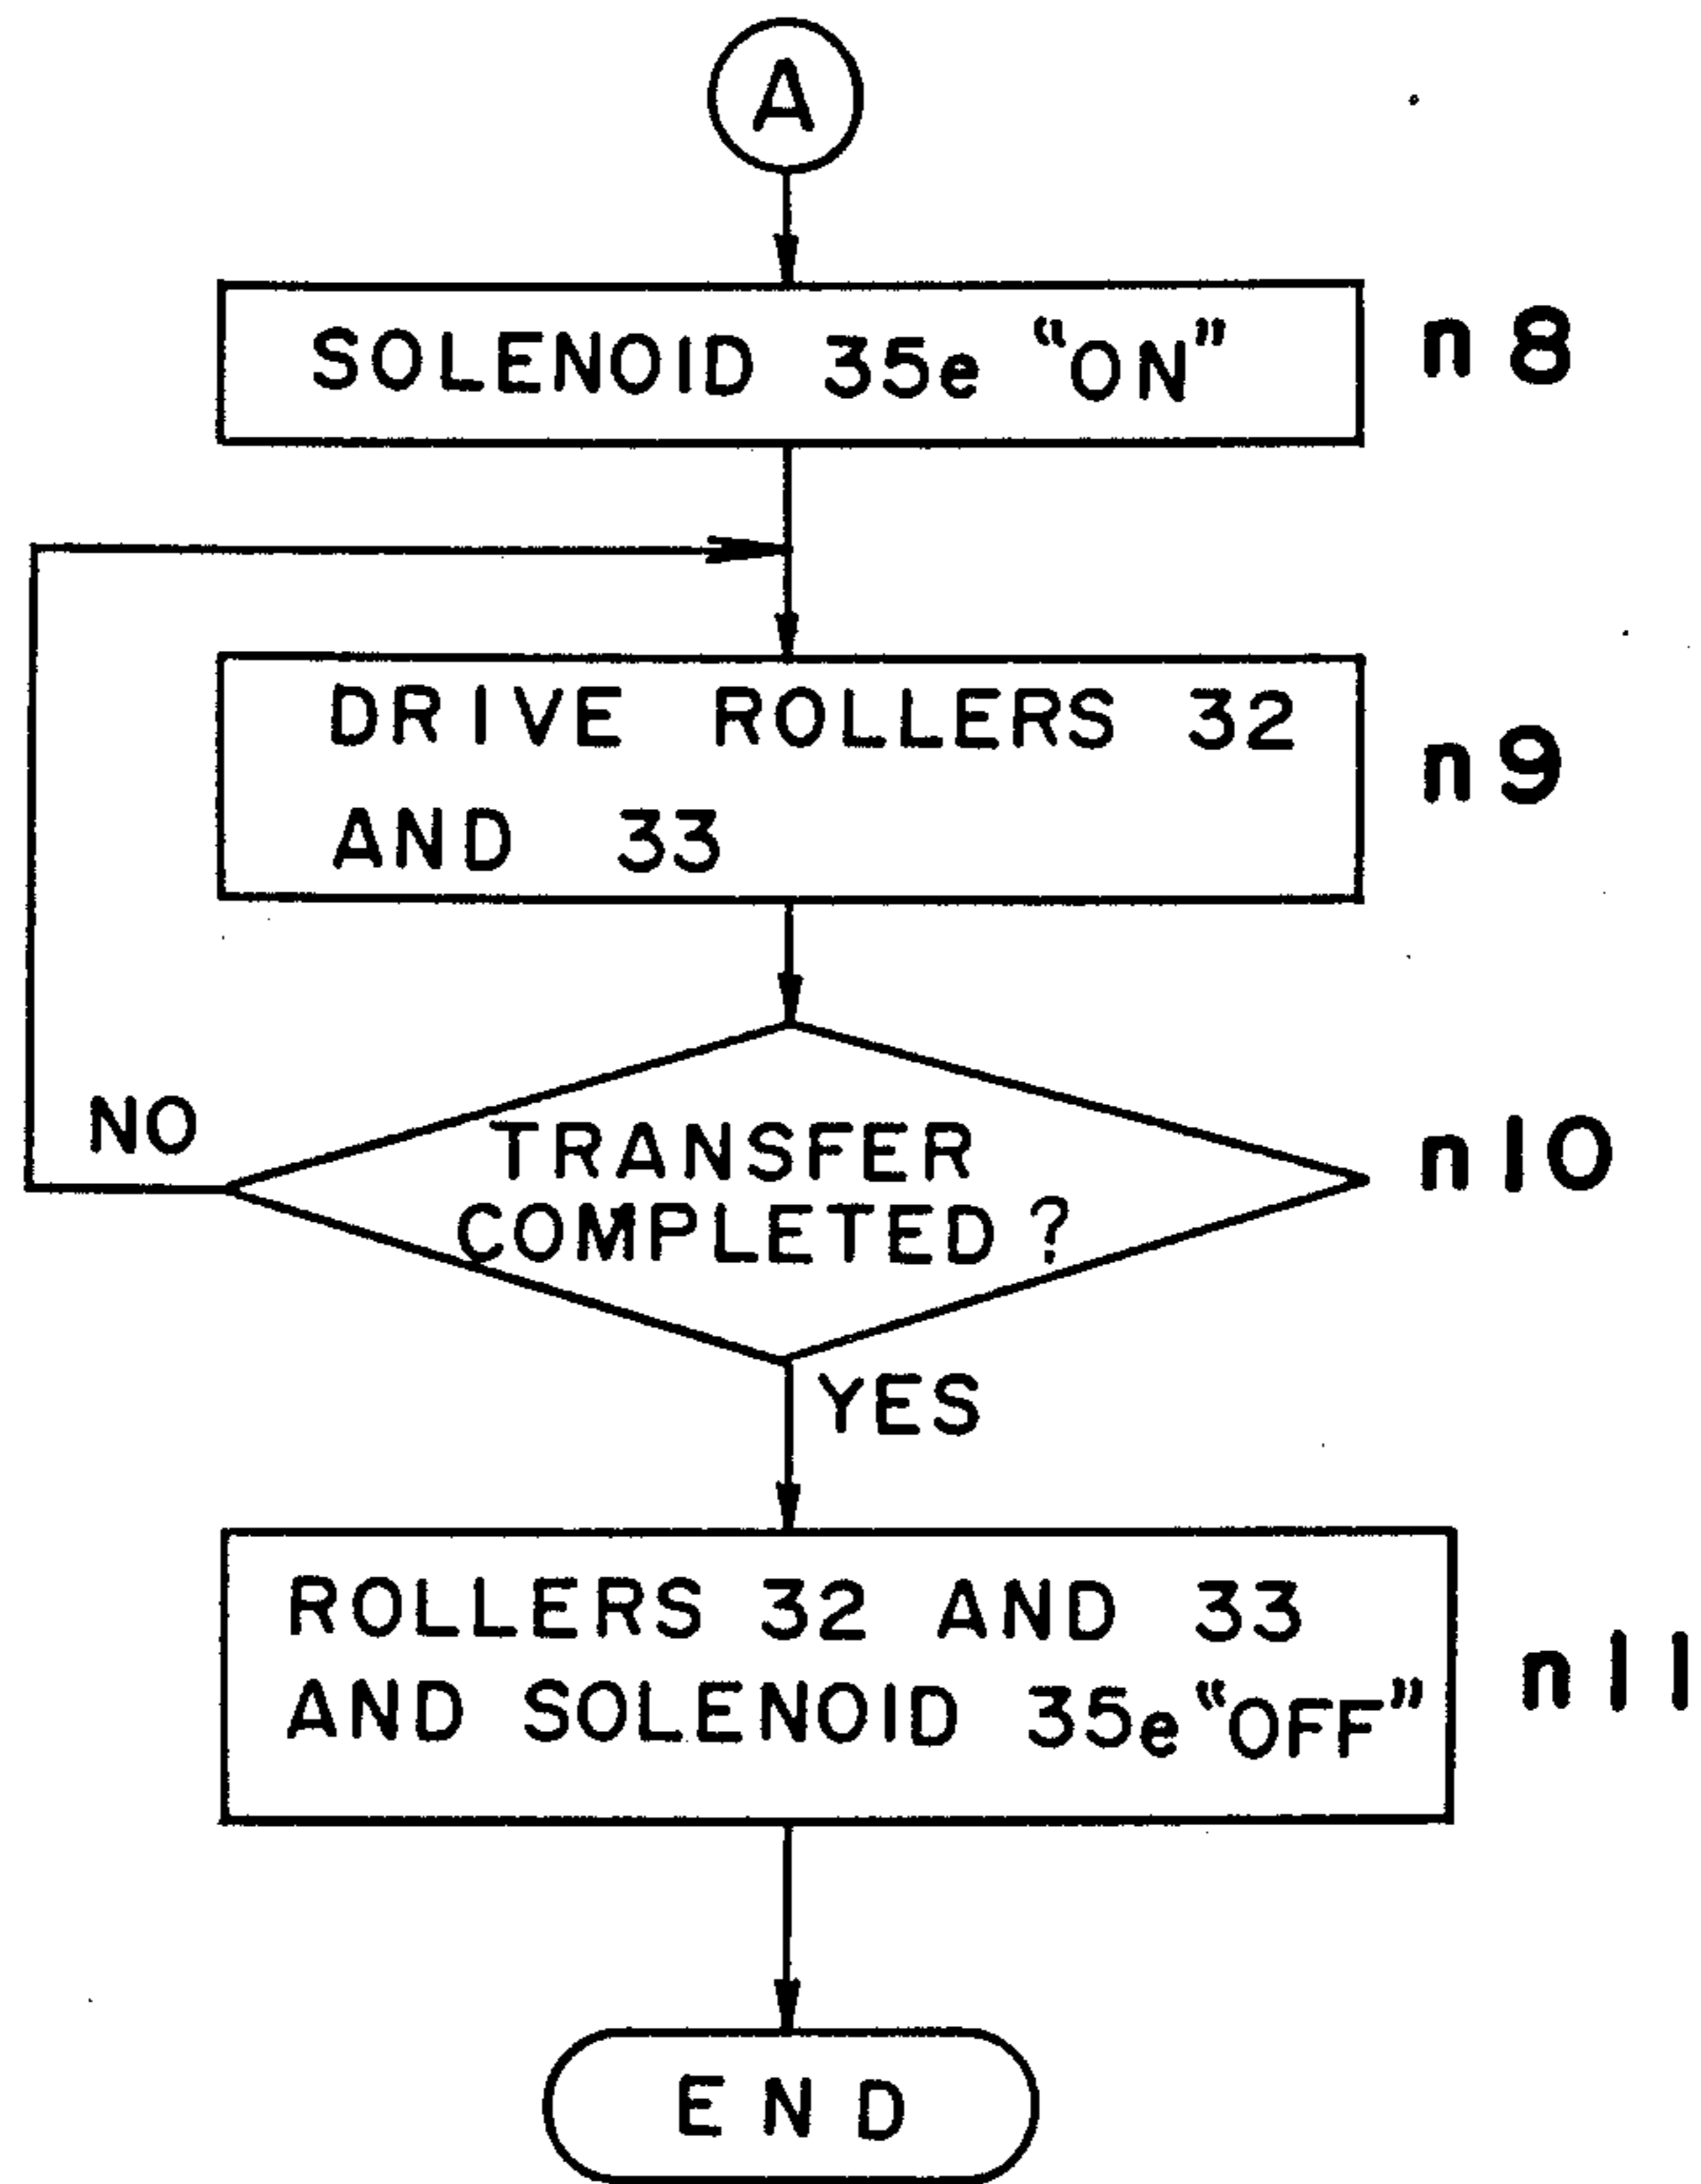 A
SOLENOID 35e “ON”
n8
DRIVE ROLLERS 32
AND 33
n9
NO
TRANSFER
COMPLETED ?
n10
YES
ROLLERS 32 AND 33
AND SOLENOID 35e “OFF”
n11
END